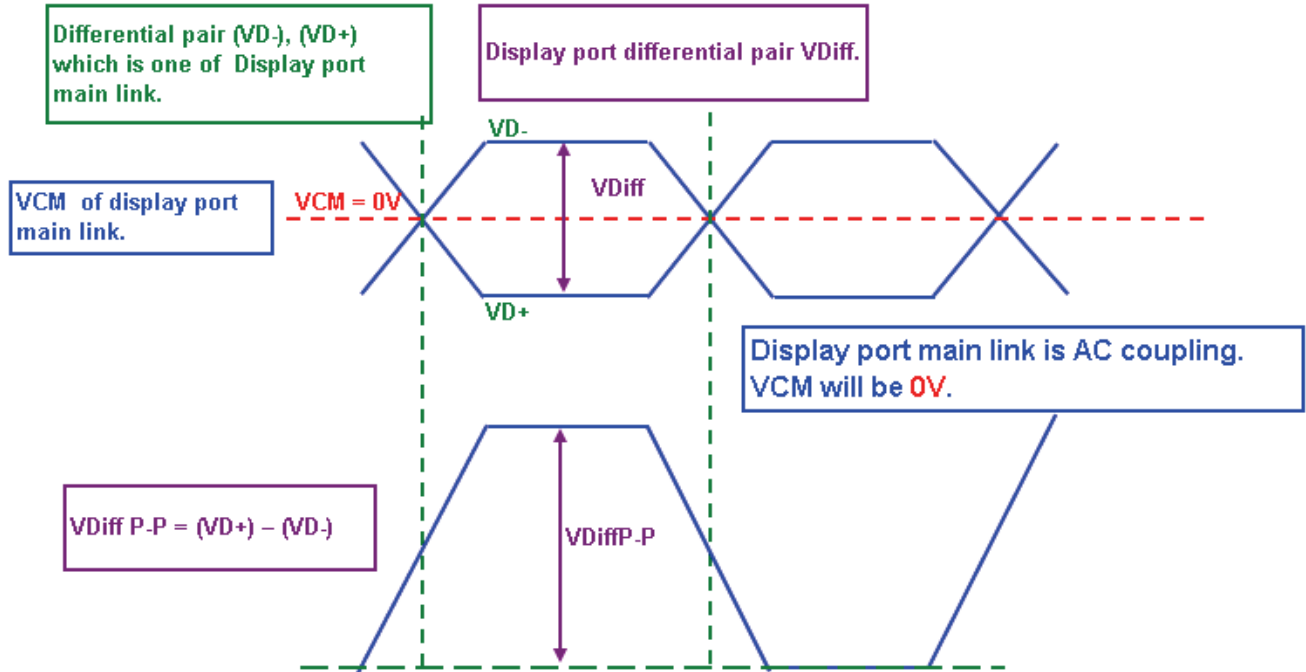 Differential pair (VD-), (VD+)
which is one of Display port
main link.
Display port differential pair VDiff.
VD-
VCM of display port
main link.
VCM = 0V
VDiff
VD+
Display port main link is AC coupling.
VCM will be 0V.
VDiff P-P = (VD+) – (VD-)
VDiffP-P